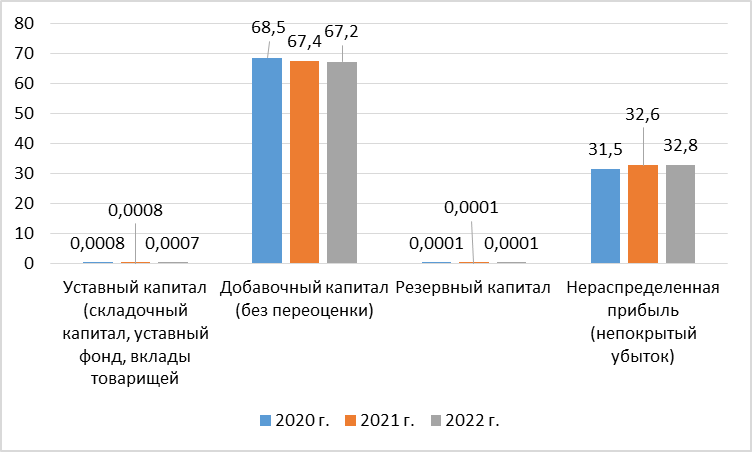 80
70
60
50
40
30
20
10
0
0,0008
0,0008
0,0007
68,5
67,4
67,2
0,0001
0,0001
0,0001
31,5
32,6
32,8
Уставный капитал
(складочный
капитал, уставный
фонд, вклады
товарищей
Добавочный капитал
(без переоценки)
Резервный капитал
Нераспределенная
прибыль
(непокрытый
убыток)
2020 г.
2021 г.
2022 г.